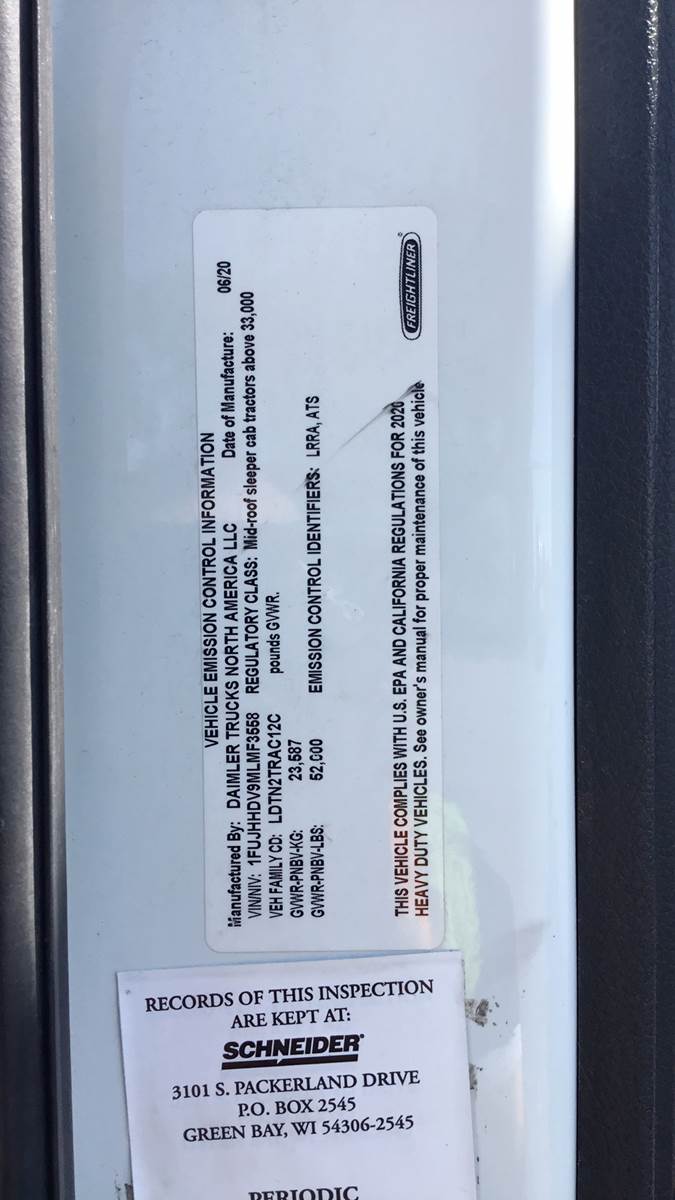 VEHICLE EMISSION CONTROL INFORMATION
Manufactured By: DAIMLER TRUCKS NORTH AMERICA LLC Date of Manufacture: 06/20
VIN/NIV: 1FUJHHDV9MLMF3558 REGULATORY CLASS: Mid-roof sleeper cab tractors above 33,000
VEH FAMILY CD: LDTN2TRAC12C pounds GVWR.
GVWR-PNBV-KG: 23,587
GVWR-PNBV-LBS: 52,000 EMISSION CONTROL IDENTIFIERS: LRRA, ATS
THIS VEHICLE COMPLIES WITH U.S. EPA AND CALIFORNIA REGULATIONS FOR 2020
HEAVY DUTY VEHICLES. See owner's manual for proper maintenance of this vehicle
FREIGHTLINER
RECORDS OF THIS INSPECTION
ARE KEPT AT:
SCHNEIDER
3101 S. PACKERLAND DRIVE
P.O. BOX 2545
GREEN BAY, WI 54306-2545
PERIODIC